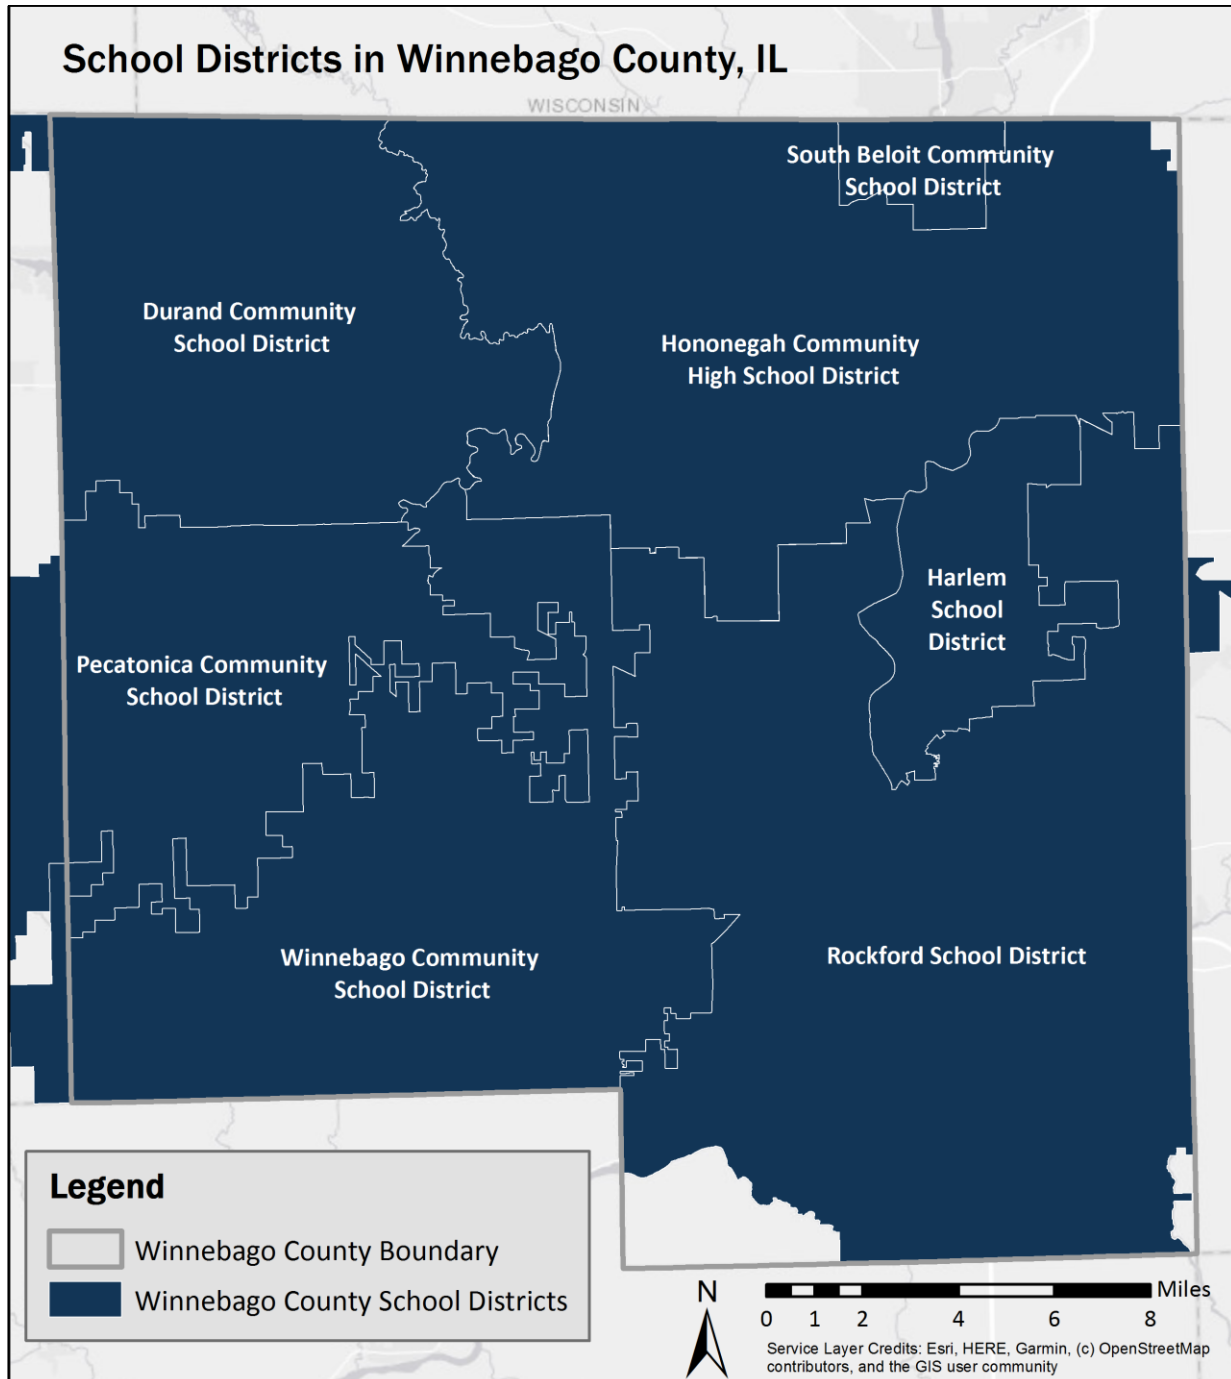 School Districts in Winnebago County, IL
WISCONSIN
South Beloit Community
School District
Durand Community
School District
Hononegah Community
High School District
Harlem
School
District
Pecatonica Community
School District
Winnebago Community
School District
Rockford School District
Legend
Winnebago County Boundary
Winnebago County School Districts
N
Miles
0 1 2 4 6 8
Service Layer Credits: Esri, HERE, Garmin, (c) OpenStreetMap
contributors, and the GIS user community